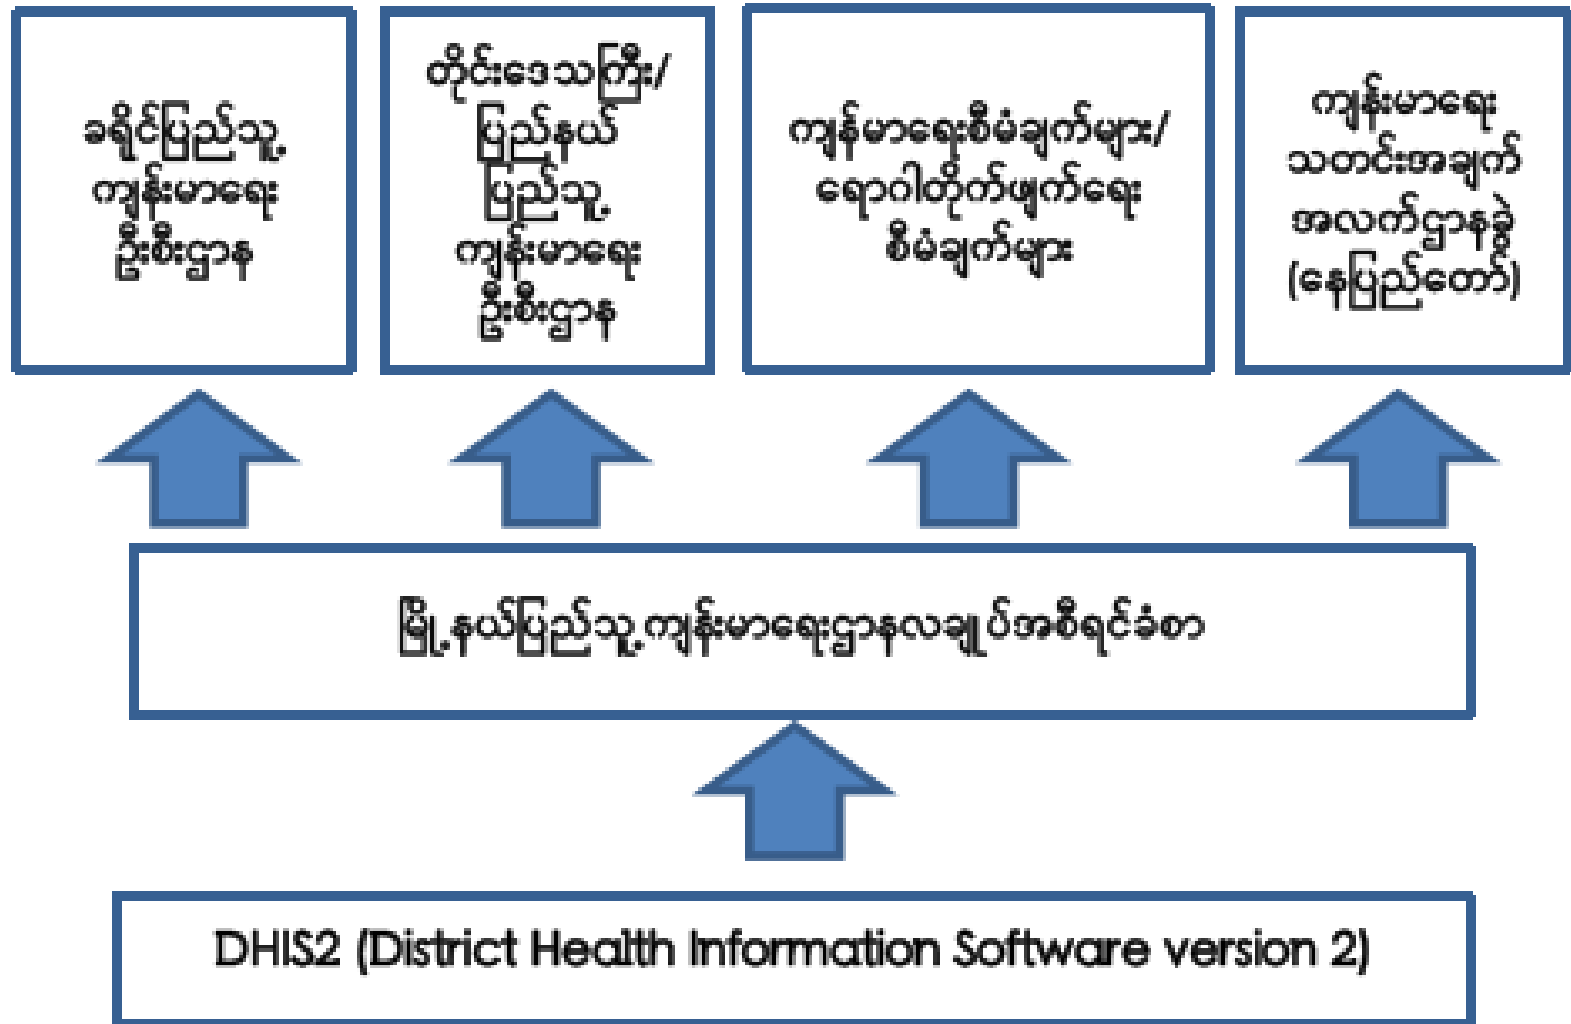 ခရိုင်ပြည်သူ့
ကျန်းမာရေး
ဦးစီးဌာန
တိုင်းဒေသကြီး/
ပြည်နယ်
ပြည်သူ့
ကျန်းမာရေး
ဦးစီးဌာန
ကျန်မာရေးစီမံချက်များ/
ရောဂါတိုက်ဖျက်ရေး
စီမံချက်များ
ကျန်းမာရေး
သတင်းအချက်
အလက်ဌာနခွဲ
(နေပြည်တော်)
မြို့နယ်ပြည်သူ့ကျန်းမာရေးဌာနလချုပ်အစီရင်ခံစာ
DHIS2 (District Health Information Software version 2)